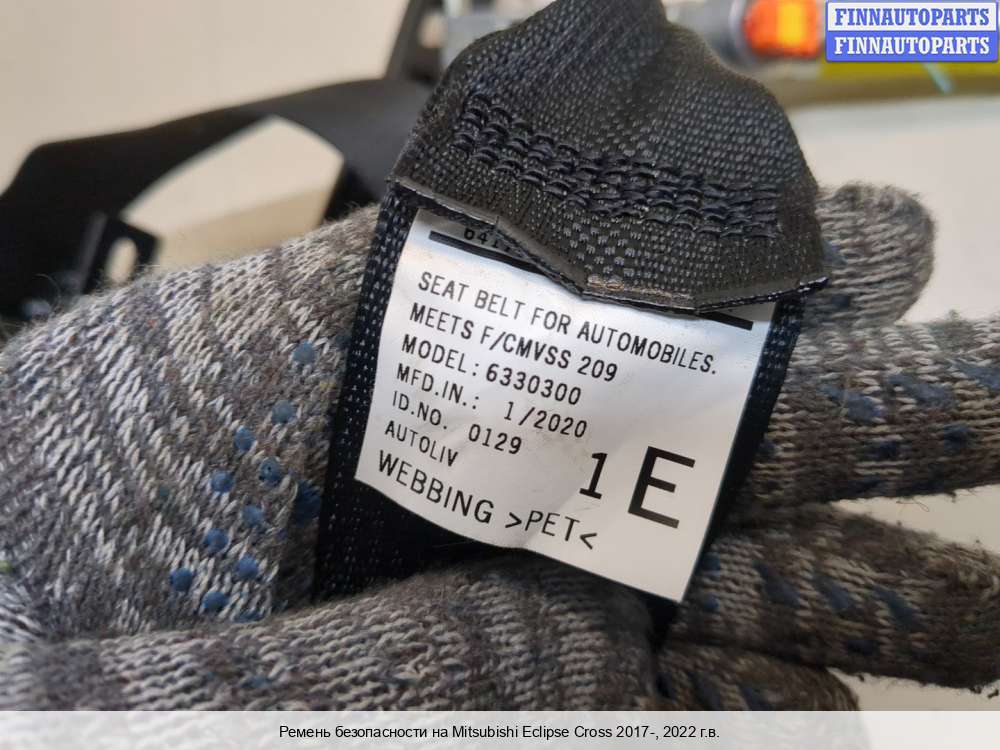 FINNAUTOPARTS
FINNAUTOPARTS
SEAT BELT FOR AUTOMOBILES.
MEETS F/CMVSS 209
MODEL: 6330300
MFD.IN.: 1/2020
ID.NO. 0129
AUTOLIV
1E
WEBBING >PET<
Ремень безопасности на Mitsubishi Eclipse Cross 2017-, 2022 г.в.